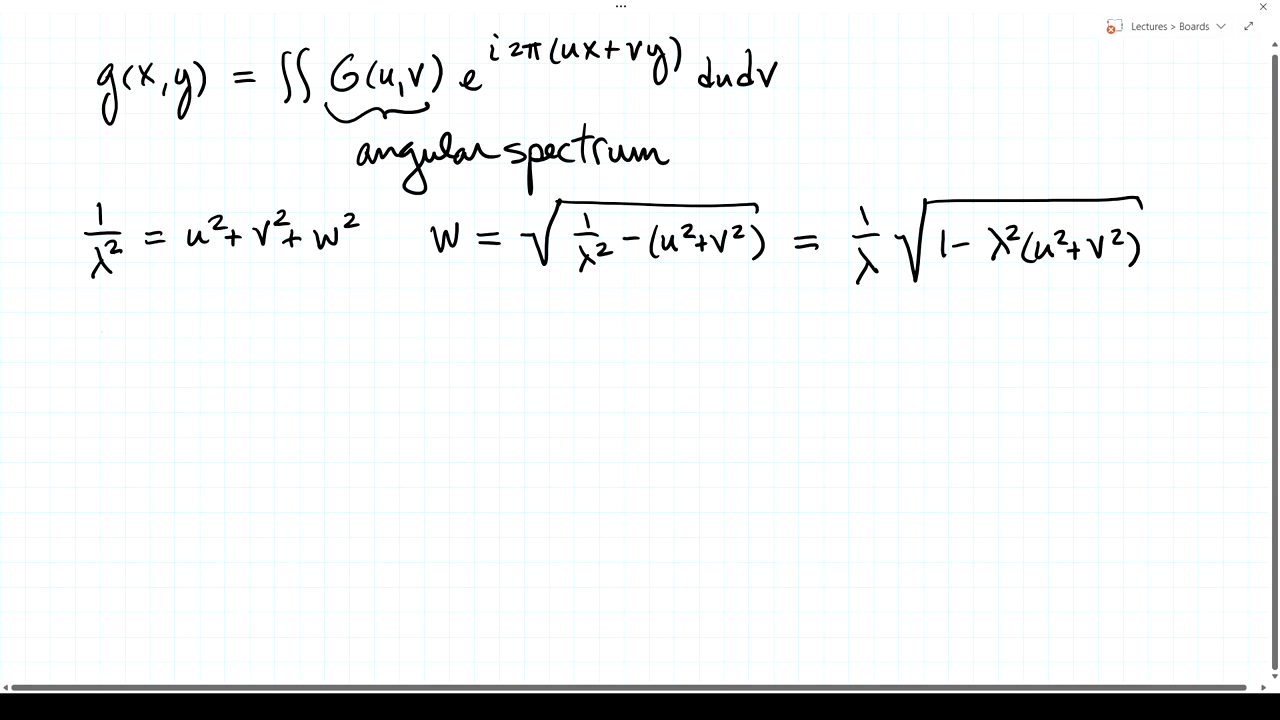 Lectures > Boards
g(x,y) = ∬ G(u,v) e^{i2π(ux+vy)} dudv
angular spectrum
1/λ² = u²+v²+w²  w = √(1/λ² − (u²+v²)) = 1/λ √(1 − λ²(u²+v²))